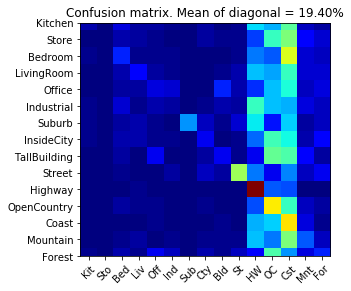 Confusion matrix. Mean of diagonal = 19.40%
Kitchen
Store
Bedroom
LivingRoom
Office
Industrial
Suburb
InsideCity
TallBuilding
Street
Highway
OpenCountry
Coast
Mountain
Forest
Kit Sto Bed Liv Off Ind Sub Cty Bld St HW OC Cst Mnt For